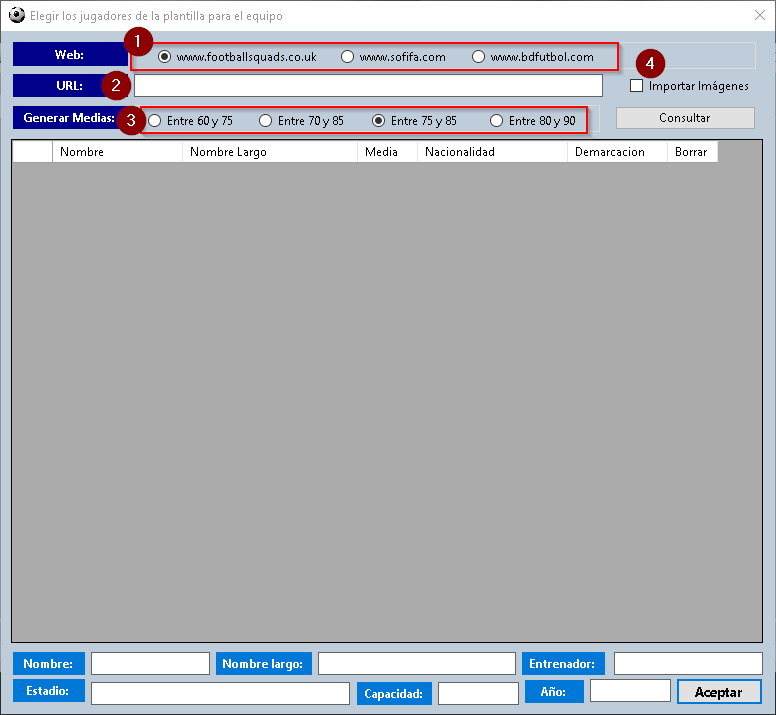 Elegir los jugadores de la plantilla para el equipo
1
Web: www.footballsquads.co.uk www.sofifa.com www.bdfutbol.com
4
URL: 2 Importar Imágenes
Generar Medias: 3 Entre 60 y 75 Entre 70 y 85 Entre 75 y 85 Entre 80 y 90 Consultar
Nombre Nombre Largo Media Nacionalidad Demarcacion Borrar
Nombre: Nombre largo: Entrenador:
Estadio: Capacidad: Año: Aceptar